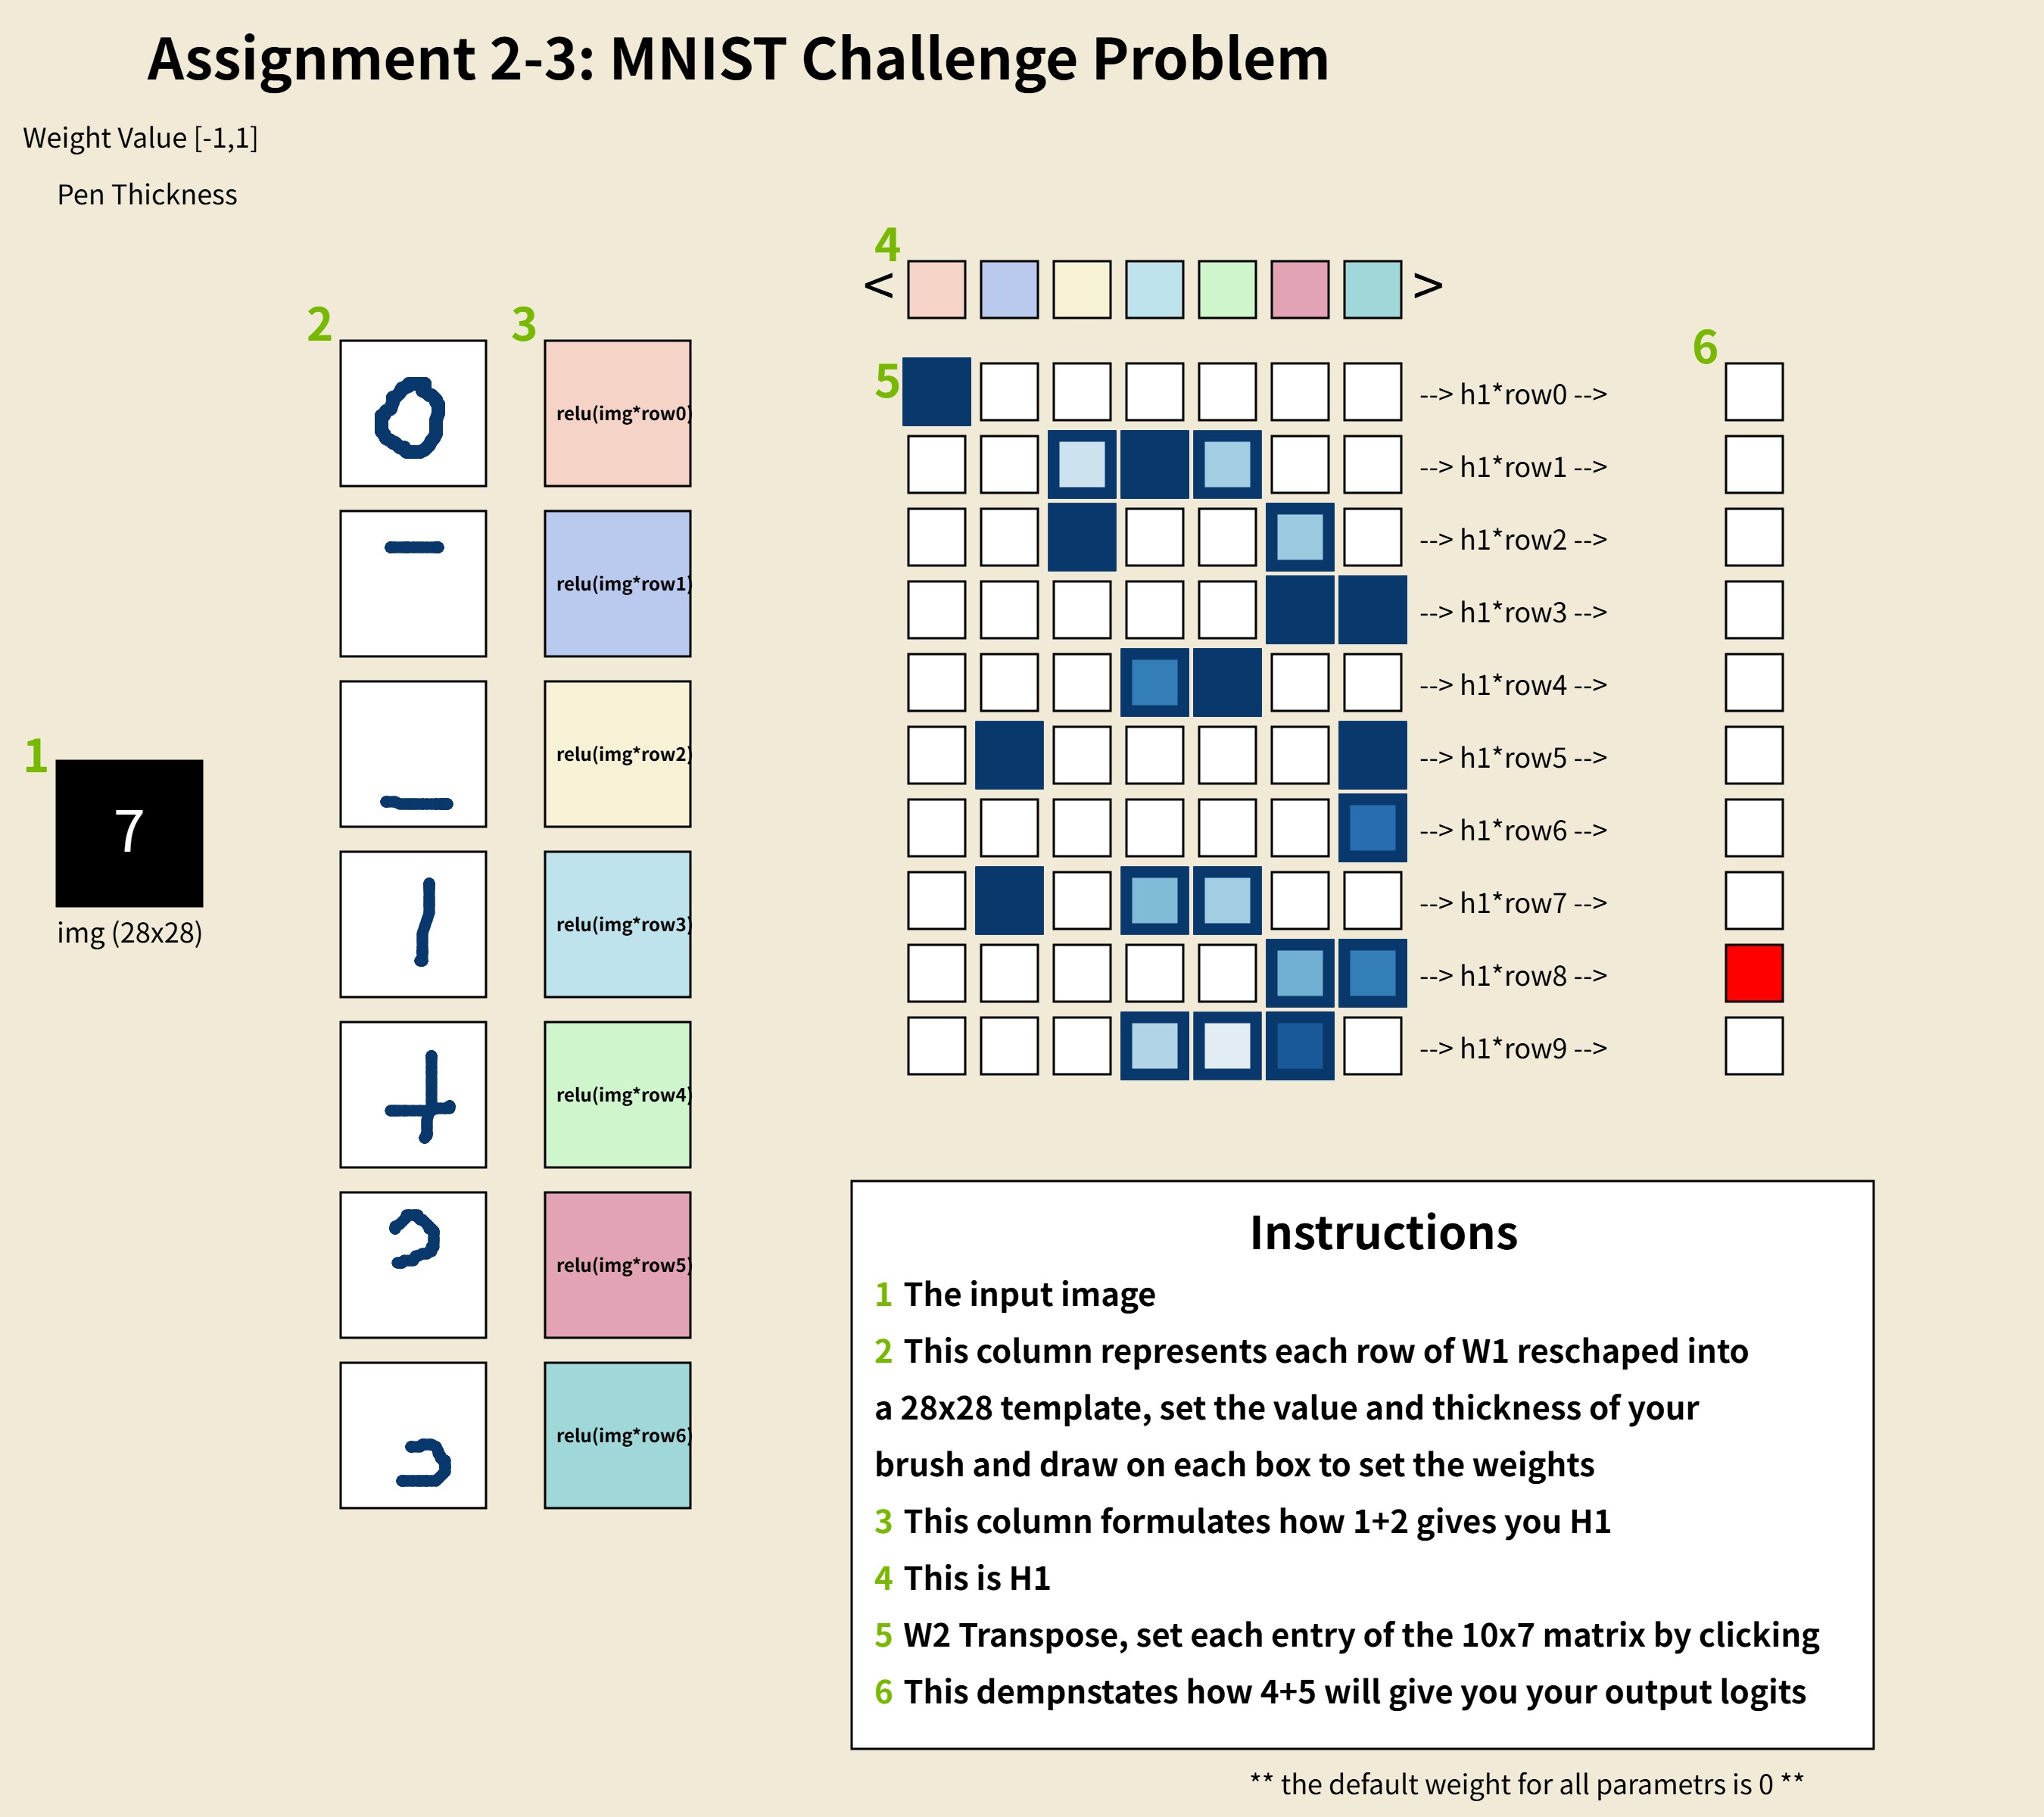 Assignment 2-3: MNIST Challenge Problem
Weight Value [-1,1]
Pen Thickness
1
7
img (28x28)
2
0
4
3
relu(img*row0)
relu(img*row1)
relu(img*row2)
relu(img*row3)
relu(img*row4)
relu(img*row5)
relu(img*row6)
4
< >
5
--> h1*row0 -->
--> h1*row1 -->
--> h1*row2 -->
--> h1*row3 -->
--> h1*row4 -->
--> h1*row5 -->
--> h1*row6 -->
--> h1*row7 -->
--> h1*row8 -->
--> h1*row9 -->
6
Instructions
1 The input image
2 This column represents each row of W1 reschaped into
a 28x28 template, set the value and thickness of your
brush and draw on each box to set the weights
3 This column formulates how 1+2 gives you H1
4 This is H1
5 W2 Transpose, set each entry of the 10x7 matrix by clicking
6 This dempnstates how 4+5 will give you your output logits
** the default weight for all parametrs is 0 **